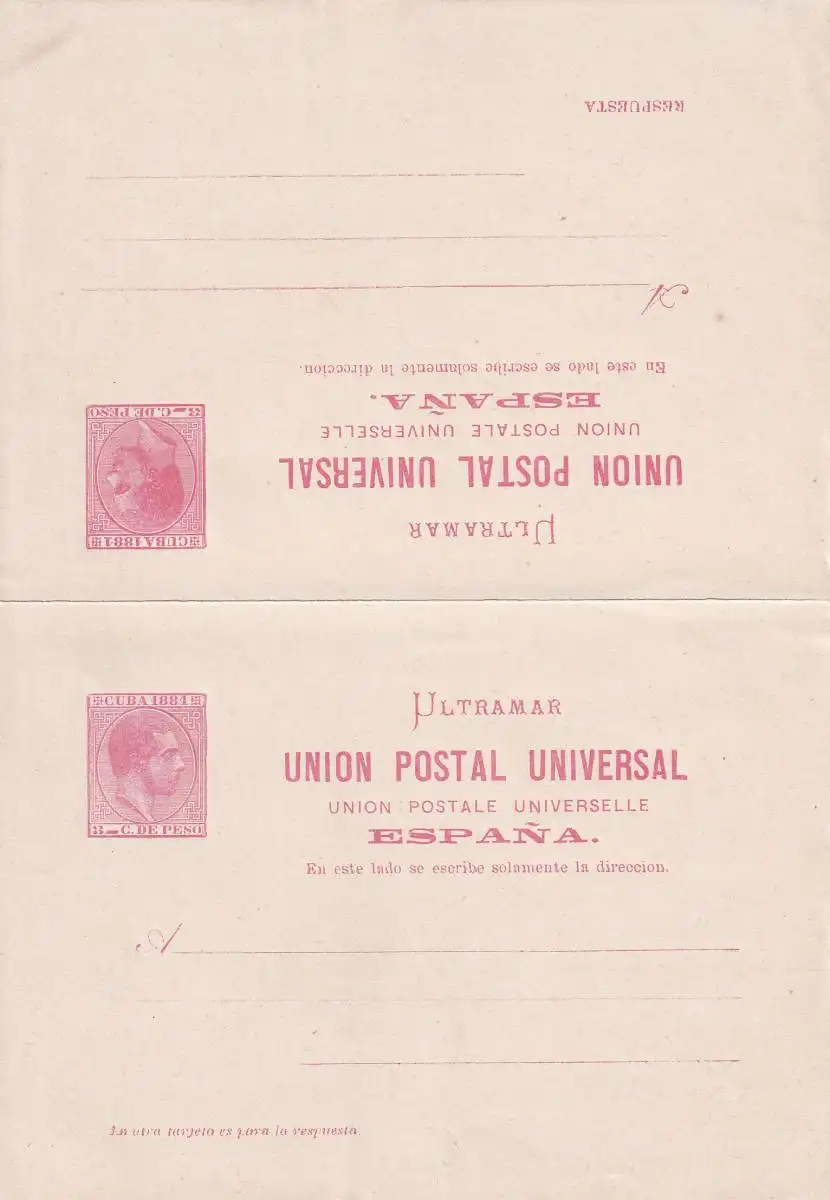 ULTRAMAR
CUBA 1881
UNION POSTAL UNIVERSAL
UNION POSTALE UNIVERSELLE
ESPAÑA.
3 - C. DE PESO
En este lado se escribe solamente la direccion.
A
RESPUESTA
CUBA 1881
ULTRAMAR
UNION POSTAL UNIVERSAL
UNION POSTALE UNIVERSELLE
3 - C. DE PESO
ESPAÑA.
En este lado se escribe solamente la direccion.
A
La otra tarjeta es para la respuesta.